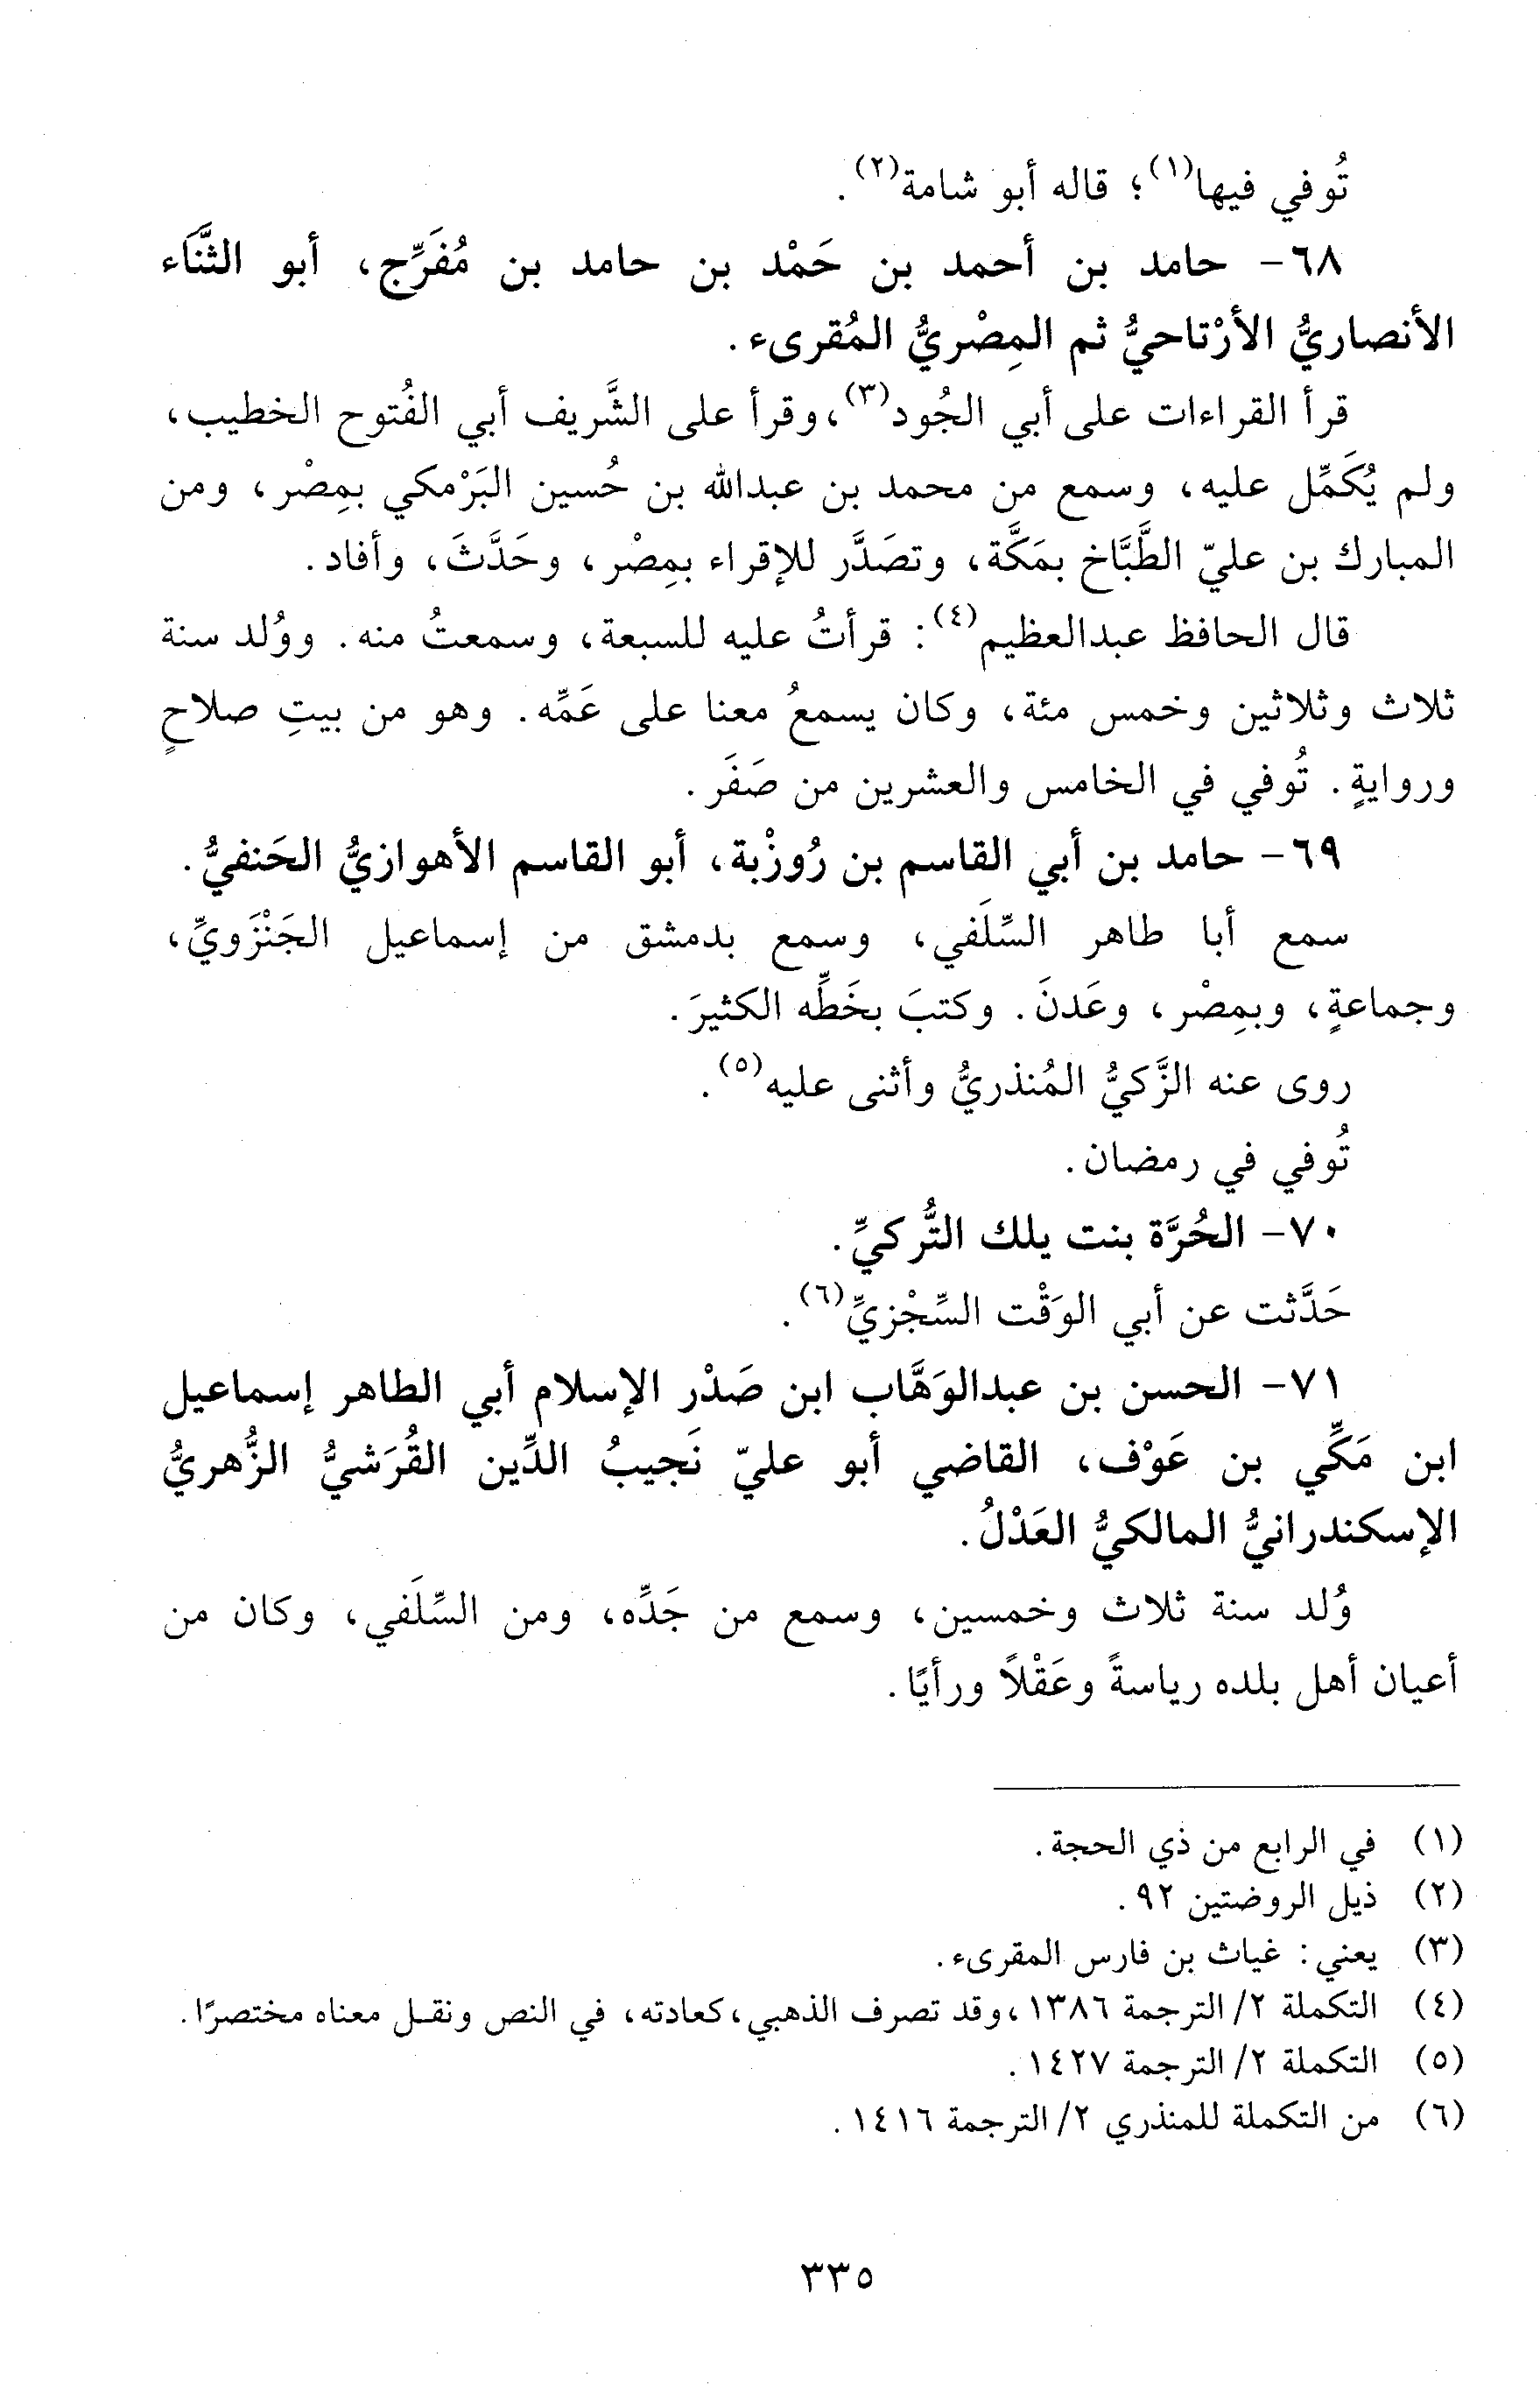 تُوفي فيها(١)؛ قاله أبو شامة(٢).
٦٨- حامد بن أحمد بن حَمْد بن حامد بن مُفَرِّج، أبو الثَّنَاء
الأنصاريُّ الأرْتاحيُّ ثم المِصْريُّ المُقرىء.
قرأ القراءات على أبي الجُود(٣)، وقرأ على الشَّريف أبي الفُتوح الخطيب،
ولم يُكَمِّل عليه، وسمع من محمد بن عبدالله بن حُسين البَرْمكي بمِصْر، ومن
المبارك بن عليّ الطَّبَّاخ بمَكَّة، وتصَدَّر للإقراء بمِصْر، وحَدَّثَ، وأفاد.
قال الحافظ عبدالعظيم(٤): قرأتُ عليه للسبعة، وسمعتُ منه. ووُلد سنة
ثلاث وثلاثين وخمس مئة، وكان يسمعُ معنا على عَمِّه. وهو من بيتِ صلاحٍ
وروايةٍ. تُوفي في الخامس والعشرين من صَفَر.
٦٩- حامد بن أبي القاسم بن رُوزْبة، أبو القاسم الأهوازيُّ الحَنفيُّ.
سمع أبا طاهر السِّلَفي، وسمع بدمشق من إسماعيل الجَنْزَويِّ،
وجماعةٍ، وبمِصْر، وعَدنَ. وكتبَ بخَطِّه الكثيرَ.
روى عنه الزَّكيُّ المُنذريُّ وأثنى عليه(٥).
تُوفي في رمضان.
٧٠- الحُرَّة بنت يلك التُّركيِّ.
حَدَّثت عن أبي الوَقْت السِّجْزيِّ(٦).
٧١- الحسن بن عبدالوَهَّاب ابن صَدْر الإسلام أبي الطاهر إسماعيل
ابن مَكِّي بن عَوْف، القاضي أبو عليّ نَجيبُ الدِّين القُرَشيُّ الزُّهريُّ
الإسكندرانيُّ المالكيُّ العَدْلُ.
وُلد سنة ثلاث وخمسين، وسمع من جَدِّه، ومن السِّلَفي، وكان من
أعيان أهل بلده رياسةً وعَقْلاً ورأيًا.
(١) في الرابع من ذي الحجة.
(٢) ذيل الروضتين ٩٢.
(٣) يعني: غياث بن فارس المقرىء.
(٤) التكملة ٢/ الترجمة ١٣٨٦، وقد تصرف الذهبي، كعادته، في النص ونقل معناه مختصرًا.
(٥) التكملة ٢/ الترجمة ١٤٢٧.
(٦) من التكملة للمنذري ٢/ الترجمة ١٤١٦.
٣٣٥